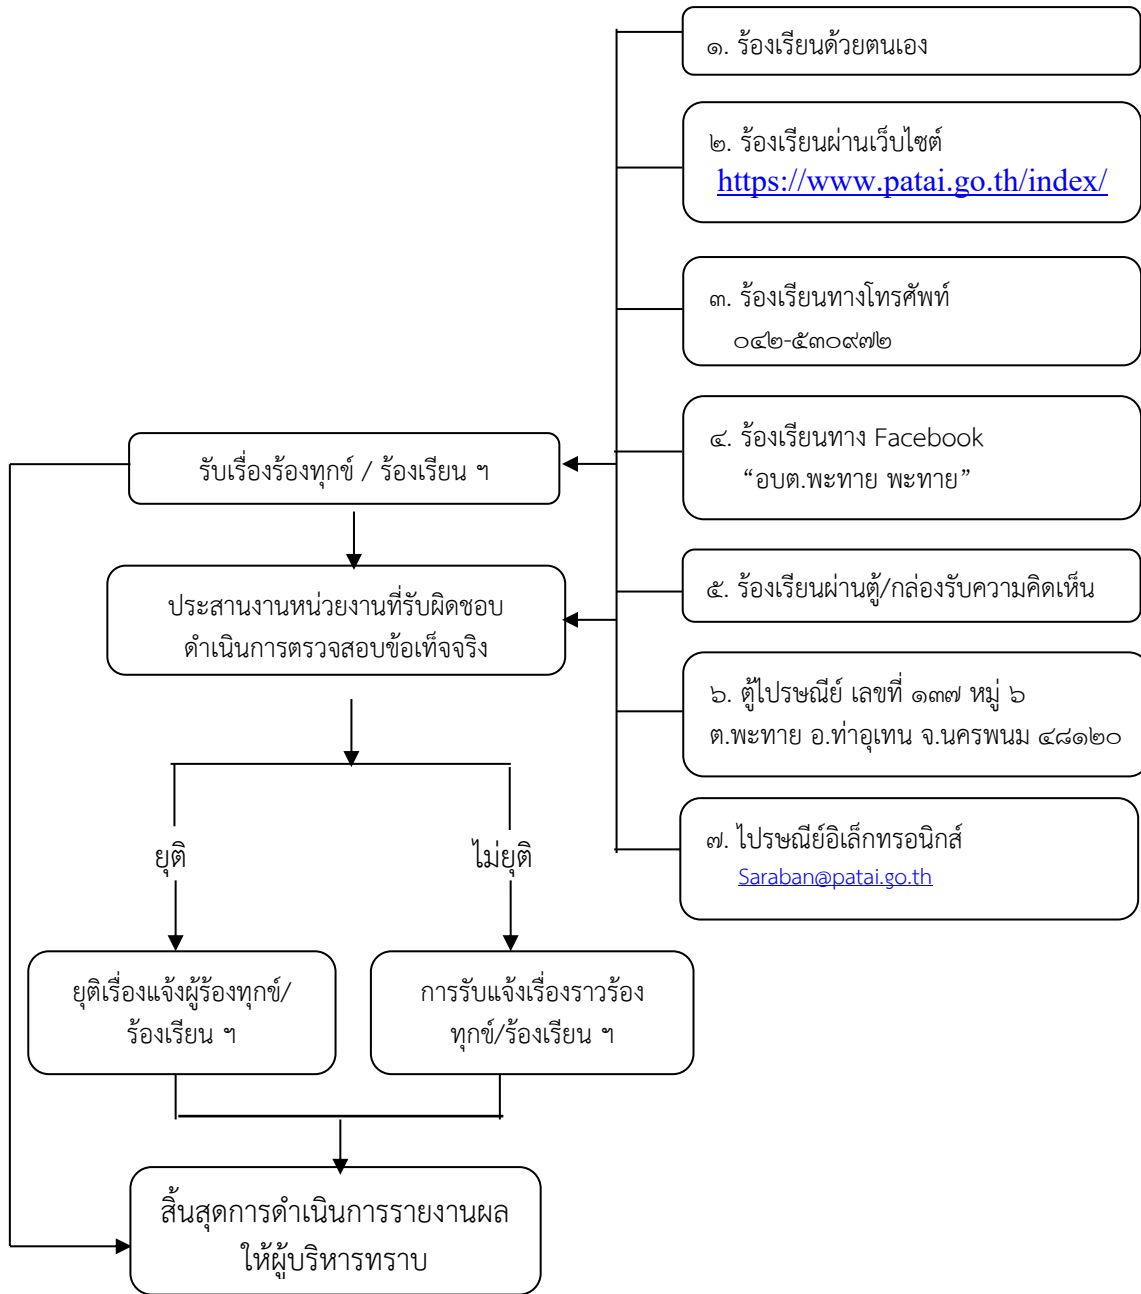 ๑. ร้องเรียนด้วยตนเอง
๒. ร้องเรียนผ่านเว็บไซต์
https://www.patai.go.th/index/
๓. ร้องเรียนทางโทรศัพท์
๐๔๒-๕๓๐๙๗๒
๔. ร้องเรียนทาง Facebook
“อบต.พะทาย พะทาย”
๕. ร้องเรียนผ่านตู้/กล่องรับความคิดเห็น
๖. ตู้ไปรษณีย์ เลขที่ ๑๓๗ หมู่ ๖
ต.พะทาย อ.ท่าอุเทน จ.นครพนม ๔๘๑๒๐
๗. ไปรษณีย์อิเล็กทรอนิกส์
Saraban@patai.go.th
รับเรื่องร้องทุกข์ / ร้องเรียน ฯ
ประสานงานหน่วยงานที่รับผิดชอบ
ดำเนินการตรวจสอบข้อเท็จจริง
ยุติ
ไม่ยุติ
ยุติเรื่องแจ้งผู้ร้องทุกข์/
ร้องเรียน ฯ
การรับแจ้งเรื่องราวร้อง
ทุกข์/ร้องเรียน ฯ
สิ้นสุดการดำเนินการรายงานผล
ให้ผู้บริหารทราบ